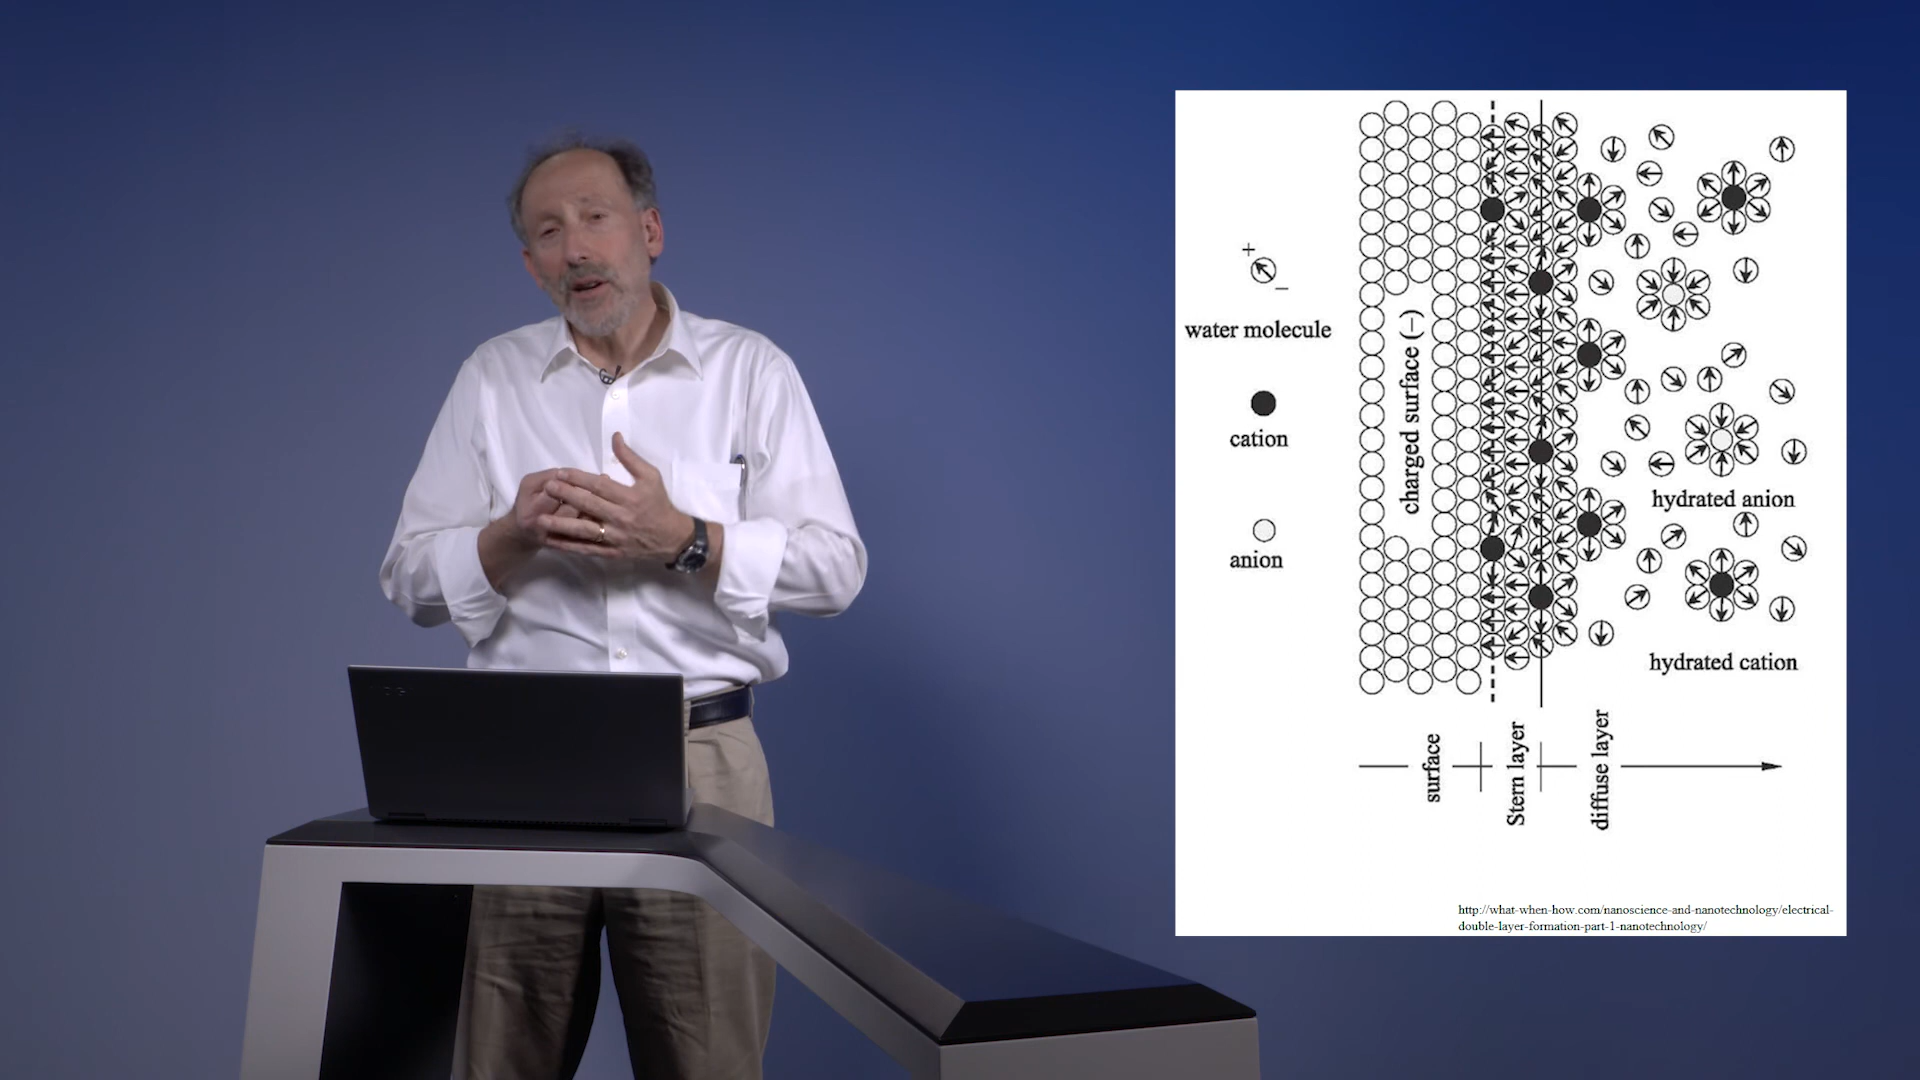 +
−
water molecule
cation
anion
charged surface (−)
hydrated anion
hydrated cation
surface
Stern layer
diffuse layer
http://what-when-how.com/nanoscience-and-nanotechnology/electrical-
double-layer-formation-part-1-nanotechnology/